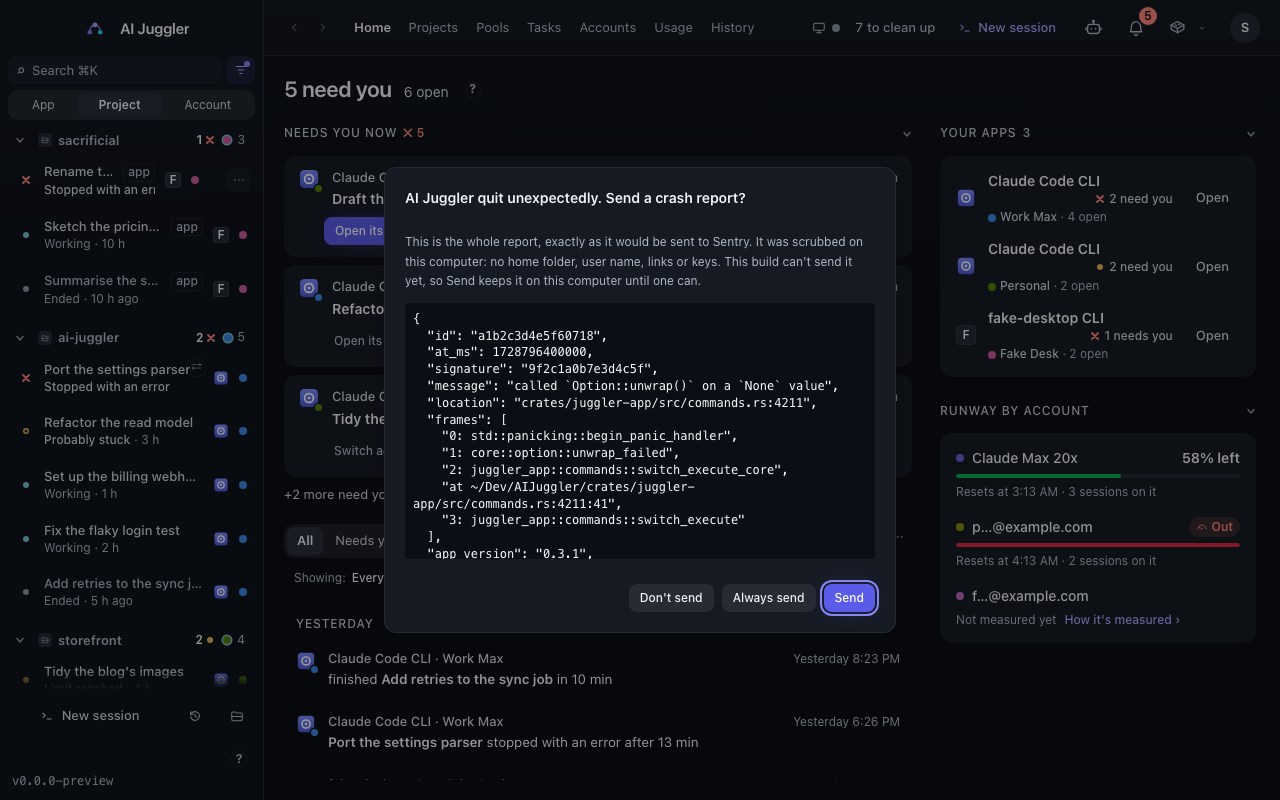 AI Juggler
Search ⌘K
App Project Account
sacrificial 1 3
Rename t... app F
Stopped with an err
Sketch the pricin... app F
Working · 10 h
Summarise the s... app F
Ended · 10 h ago
ai-juggler 2 5
Port the settings parser
Stopped with an error
Refactor the read model
Probably stuck · 3 h
Set up the billing webh...
Working · 1 h
Fix the flaky login test
Working · 2 h
Add retries to the sync j...
Ended · 5 h ago
storefront 2 4
Tidy the blog's images
New session
?
v0.0.0-preview
Home Projects Pools Tasks Accounts Usage History
7 to clean up
New session
5
S
5 need you 6 open ?
NEEDS YOU NOW 5
Claude C
Draft th
Open its
Claude C
Refacto
Open its
Claude C
Tidy the
Switch a
+2 more need yo
All Needs y
Showing: Every
YESTERDAY
Claude Code CLI · Work Max Yesterday 8:23 PM
finished Add retries to the sync job in 10 min
Claude Code CLI · Work Max Yesterday 6:26 PM
Port the settings parser stopped with an error after 13 min
AI Juggler quit unexpectedly. Send a crash report?
This is the whole report, exactly as it would be sent to Sentry. It was scrubbed on
this computer: no home folder, user name, links or keys. This build can't send it
yet, so Send keeps it on this computer until one can.
{
"id": "a1b2c3d4e5f60718",
"at_ms": 1728796400000,
"signature": "9f2c1a0b7e3d4c5f",
"message": "called `Option::unwrap()` on a `None` value",
"location": "crates/juggler-app/src/commands.rs:4211",
"frames": [
"0: std::panicking::begin_panic_handler",
"1: core::option::unwrap_failed",
"2: juggler_app::commands::switch_execute_core",
"at ~/Dev/AIJuggler/crates/juggler-
app/src/commands.rs:4211:41",
"3: juggler_app::commands::switch_execute"
],
"app_version": "0.3.1",
Don't send Always send Send
YOUR APPS 3
Claude Code CLI
2 need you Open
Work Max · 4 open
Claude Code CLI
2 need you Open
Personal · 2 open
F fake-desktop CLI
1 needs you Open
Fake Desk · 2 open
RUNWAY BY ACCOUNT
Claude Max 20x 58% left
Resets at 3:13 AM · 3 sessions on it
p...@example.com Out
Resets at 4:13 AM · 2 sessions on it
f...@example.com
Not measured yet How it's measured ›